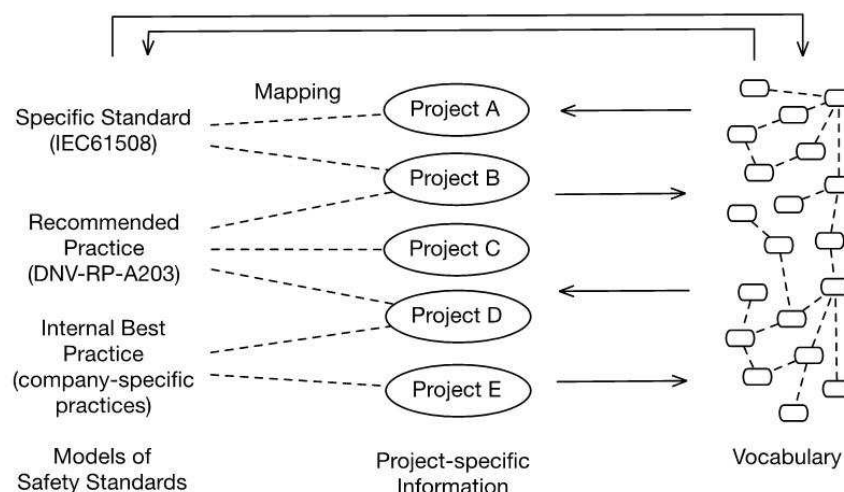 Mapping
Specific Standard
(IEC61508)
Recommended
Practice
(DNV-RP-A203)
Internal Best
Practice
(company-specific
practices)
Models of
Safety Standards
Project A
Project B
Project C
Project D
Project E
Project-specific
Information
Vocabulary